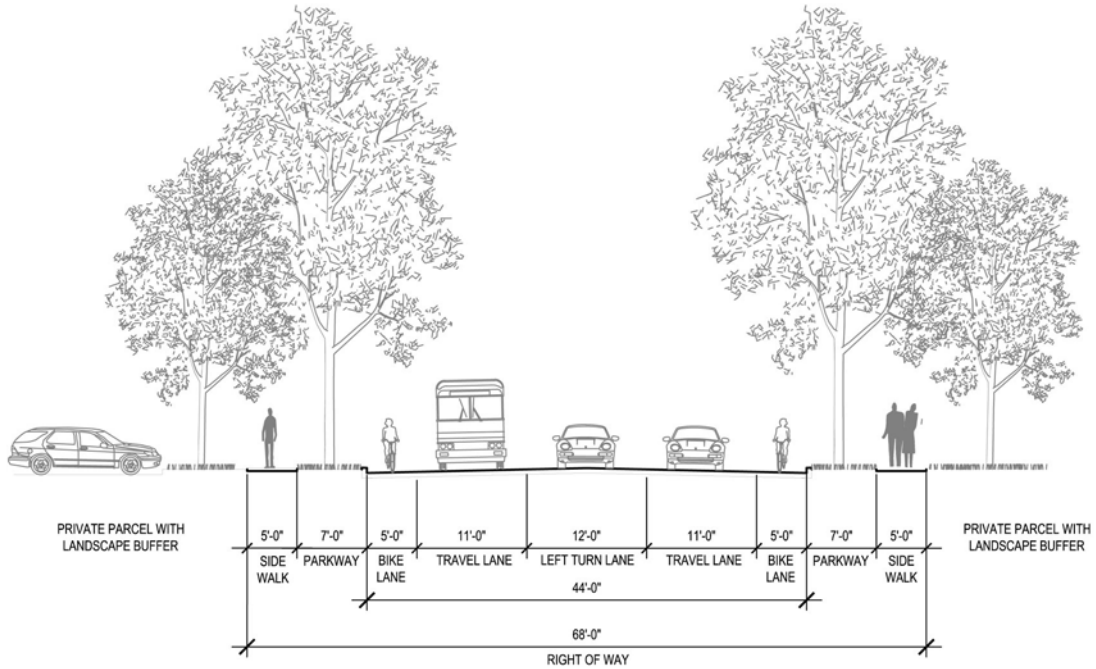 PRIVATE PARCEL WITH
LANDSCAPE BUFFER
5'-0"
SIDE
WALK
7'-0"
PARKWAY
5'-0"
BIKE
LANE
11'-0"
TRAVEL LANE
12'-0"
LEFT TURN LANE
11'-0"
TRAVEL LANE
5'-0"
BIKE
LANE
7'-0"
PARKWAY
5'-0"
SIDE
WALK
PRIVATE PARCEL WITH
LANDSCAPE BUFFER
44'-0"
68'-0"
RIGHT OF WAY